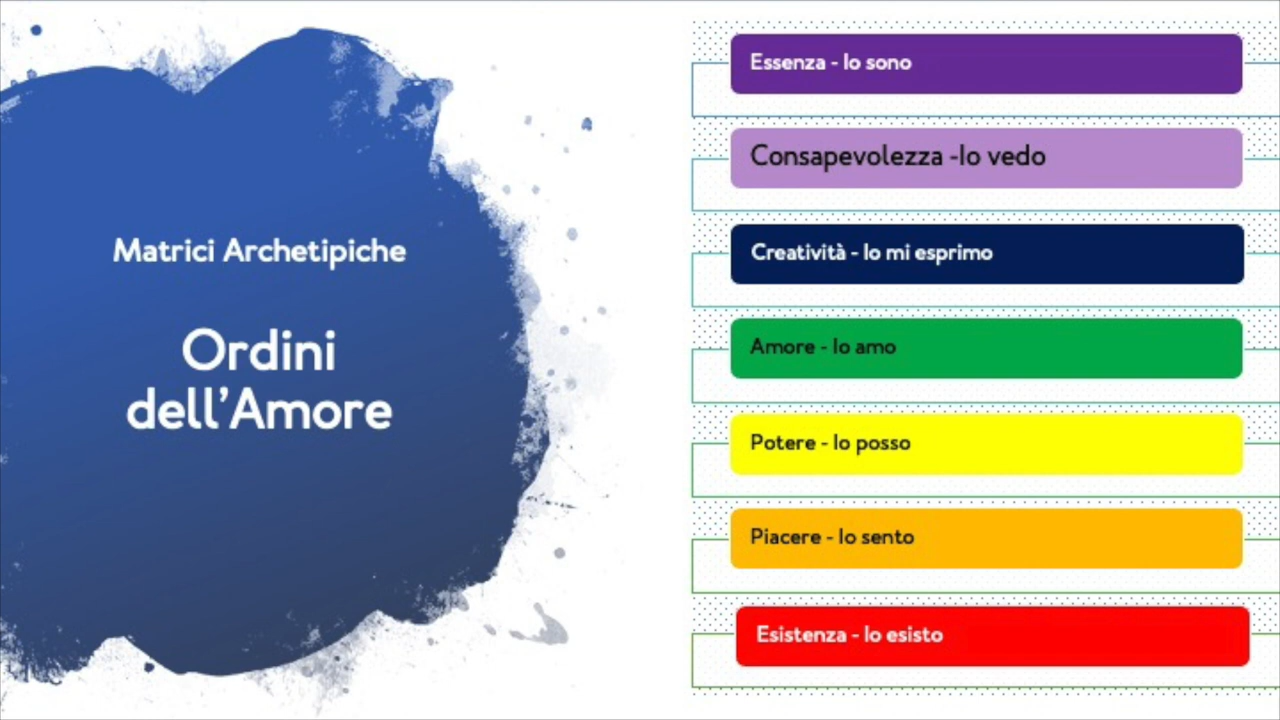 Matrici Archetipiche
Ordini
dell’Amore
Essenza - Io sono
Consapevolezza -Io vedo
Creatività - Io mi esprimo
Amore - Io amo
Potere - Io posso
Piacere - Io sento
Esistenza - Io esisto